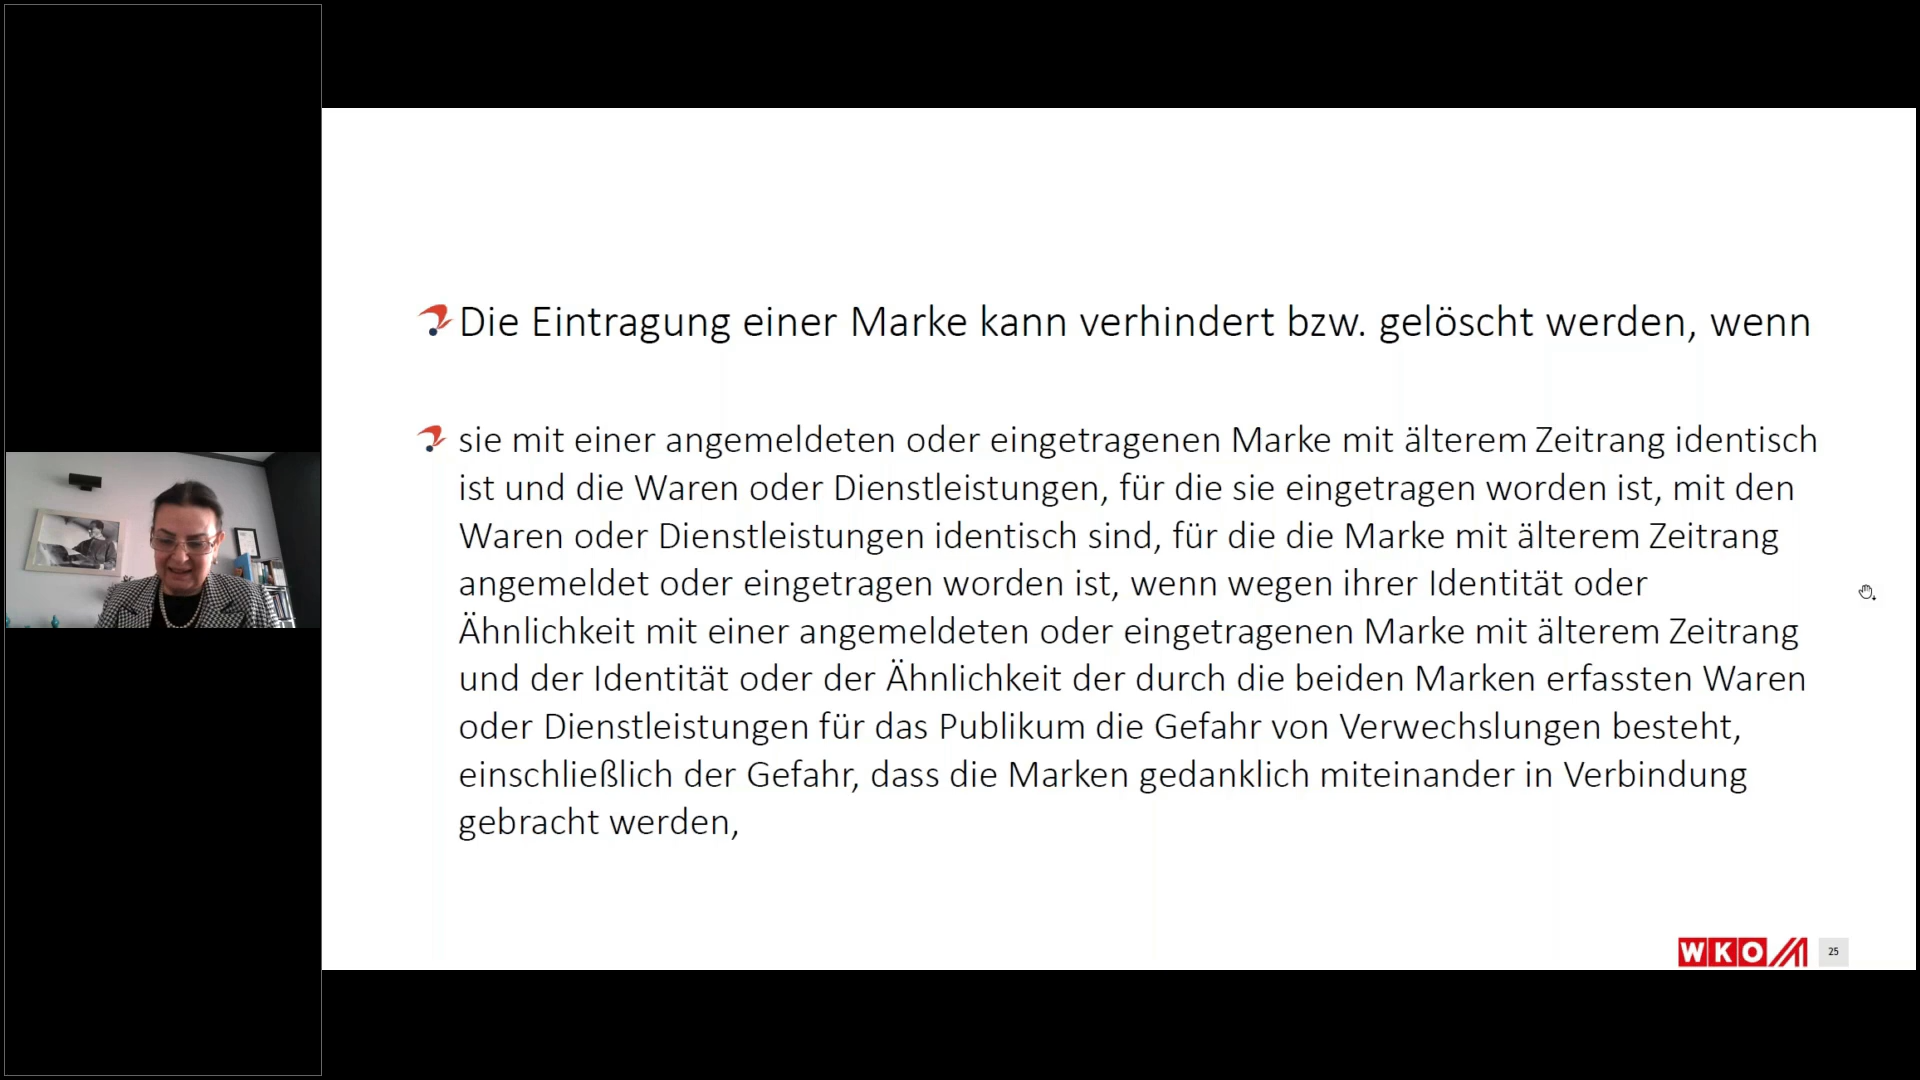 Die Eintragung einer Marke kann verhindert bzw. gelöscht werden, wenn
sie mit einer angemeldeten oder eingetragenen Marke mit älterem Zeitrang identisch
ist und die Waren oder Dienstleistungen, für die sie eingetragen worden ist, mit den
Waren oder Dienstleistungen identisch sind, für die die Marke mit älterem Zeitrang
angemeldet oder eingetragen worden ist, wenn wegen ihrer Identität oder
Ähnlichkeit mit einer angemeldeten oder eingetragenen Marke mit älterem Zeitrang
und der Identität oder der Ähnlichkeit der durch die beiden Marken erfassten Waren
oder Dienstleistungen für das Publikum die Gefahr von Verwechslungen besteht,
einschließlich der Gefahr, dass die Marken gedanklich miteinander in Verbindung
gebracht werden,
WKO
25